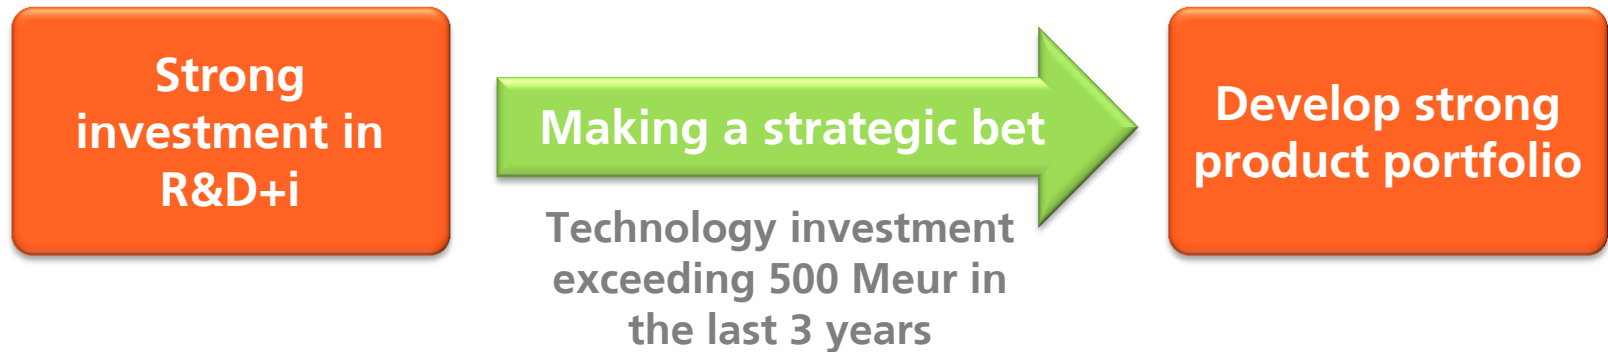 Strong
investment in
R&D+i
Making a strategic bet
Technology investment
exceeding 500 Meur in
the last 3 years
Develop strong
product portfolio